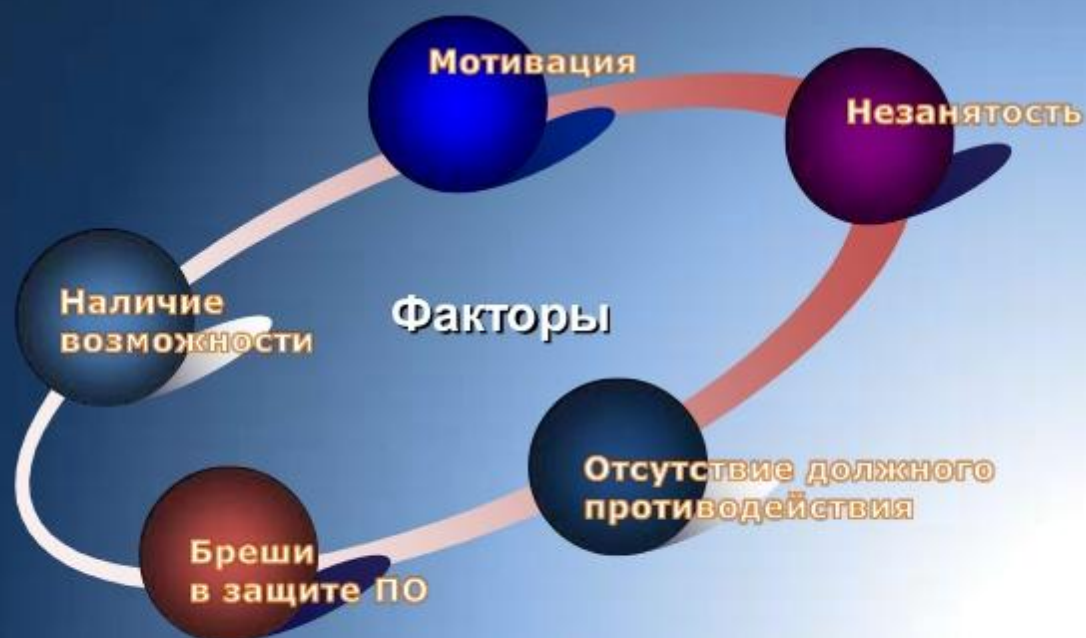 Мотивация
Незанятость
Наличие
возможности
Факторы
Отсутствие должного
противодействия
Бреши
в защите ПО